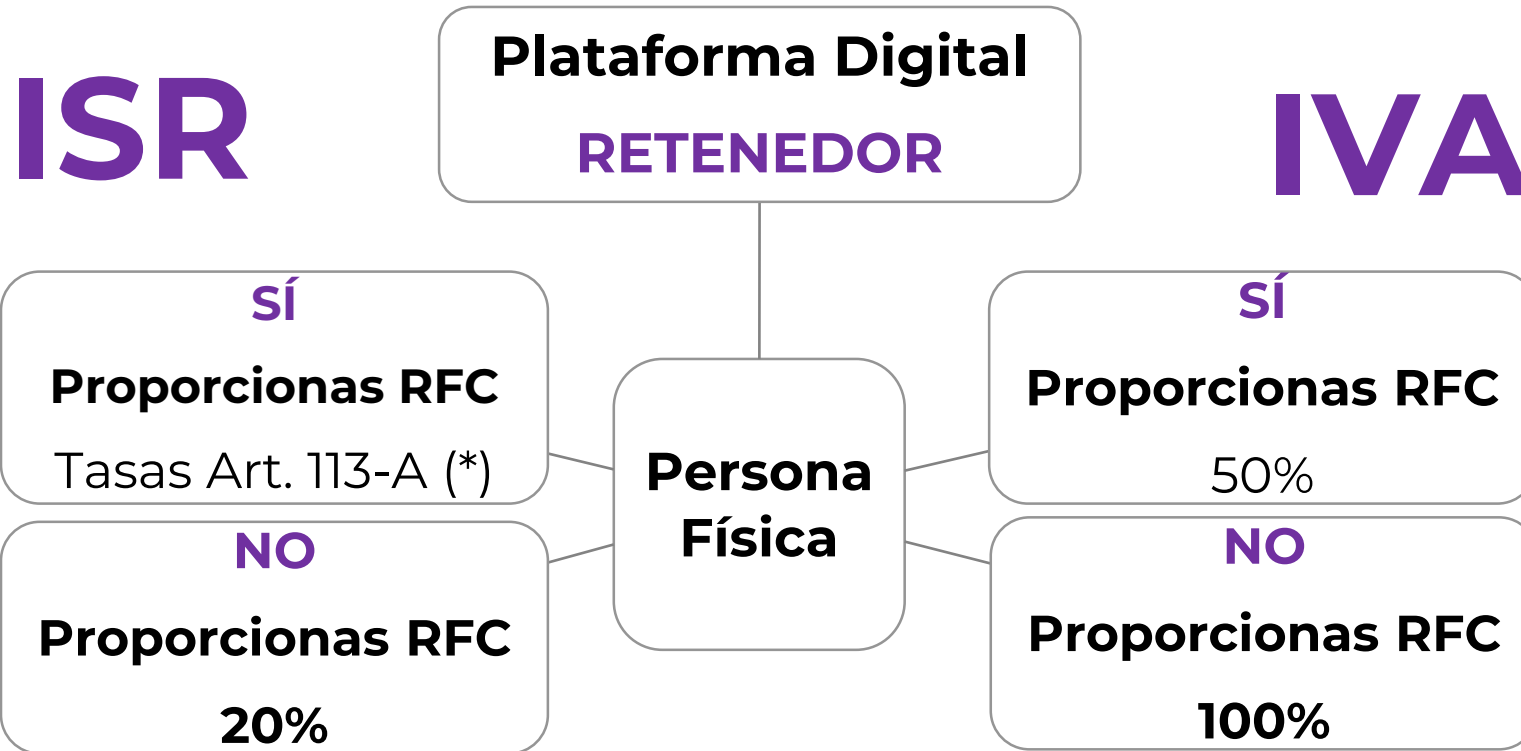 ISR
Plataforma Digital
RETENEDOR
IVA
SÍ
Proporcionas RFC
Tasas Art. 113-A (*)
NO
Proporcionas RFC
20%
Persona
Física
SÍ
Proporcionas RFC
50%
NO
Proporcionas RFC
100%